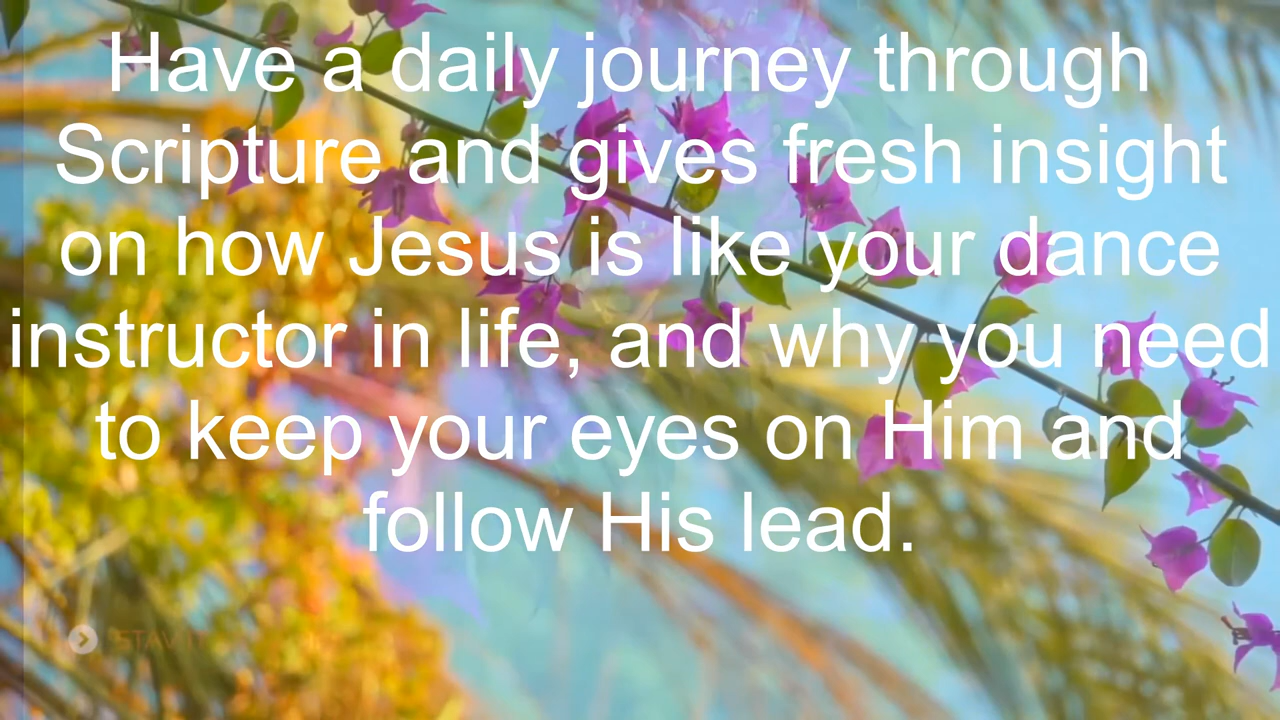 Have a daily journey through
Scripture and gives fresh insight
on how Jesus is like your dance
instructor in life, and why you need
to keep your eyes on Him and
follow His lead.